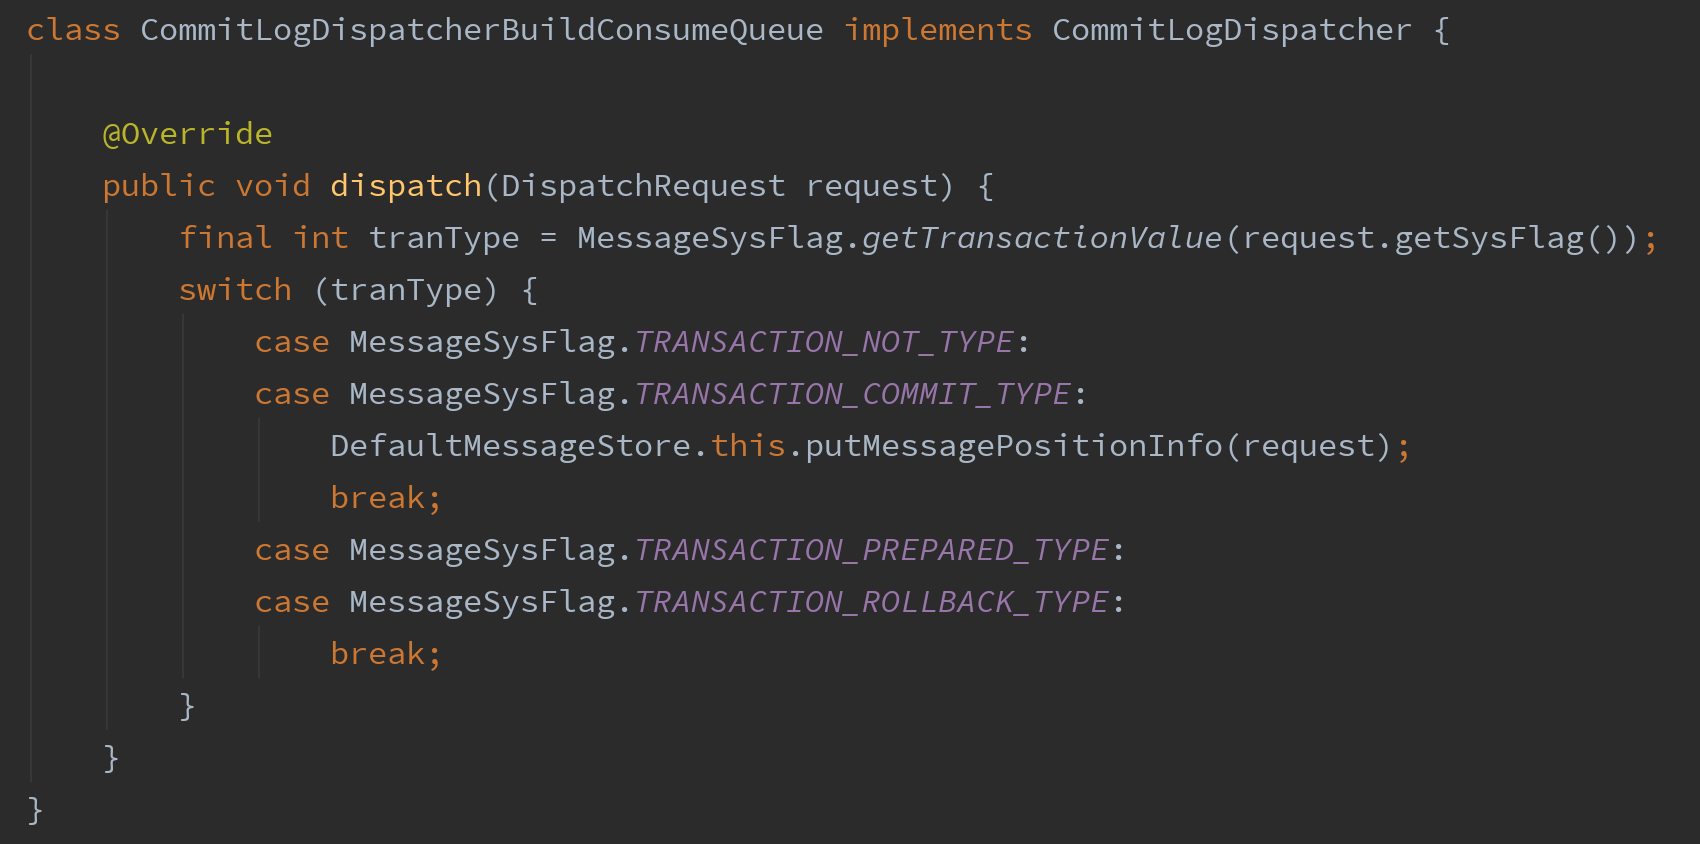 class CommitLogDispatcherBuildConsumeQueue implements CommitLogDispatcher {
@Override
public void dispatch(DispatchRequest request) {
final int tranType = MessageSysFlag.getTransactionValue(request.getSysFlag());
switch (tranType) {
case MessageSysFlag.TRANSACTION_NOT_TYPE:
case MessageSysFlag.TRANSACTION_COMMIT_TYPE:
DefaultMessageStore.this.putMessagePositionInfo(request);
break;
case MessageSysFlag.TRANSACTION_PREPARED_TYPE:
case MessageSysFlag.TRANSACTION_ROLLBACK_TYPE:
break;
}
}
}